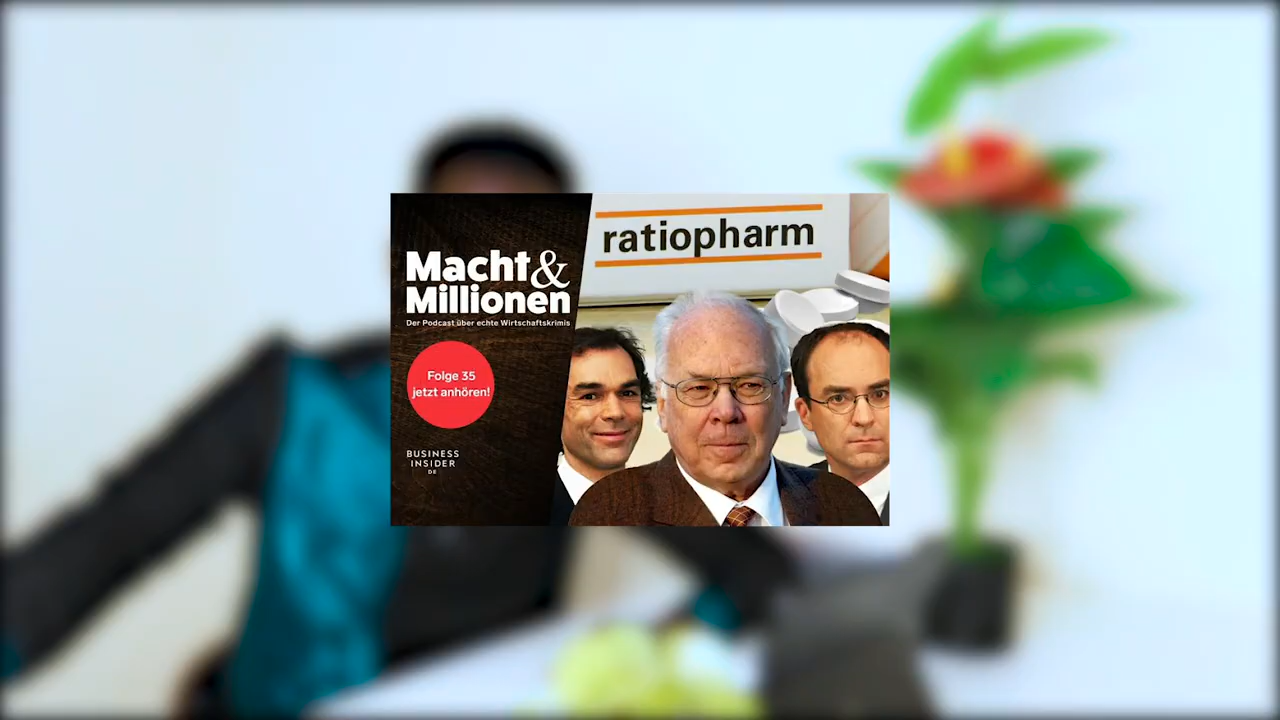 Macht&
Millionen
Der Podcast über echte Wirtschaftskrimis
Folge 35
jetzt anhören!
BUSINESS
INSIDER
DE
ratiopharm